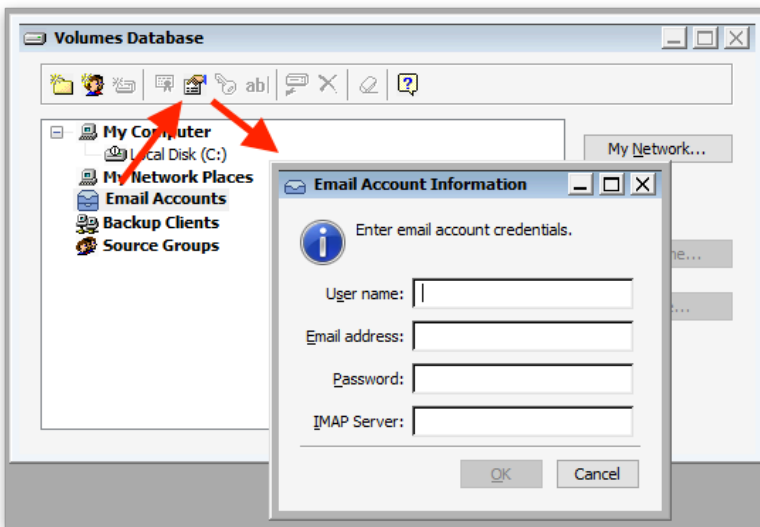 Volumes Database
ab
My Computer
Local Disk (C:)
My Network Places
Email Accounts
Backup Clients
Source Groups
My Network...
Email Account Information
Enter email account credentials.
User name:
Email address:
Password:
IMAP Server:
OK
Cancel